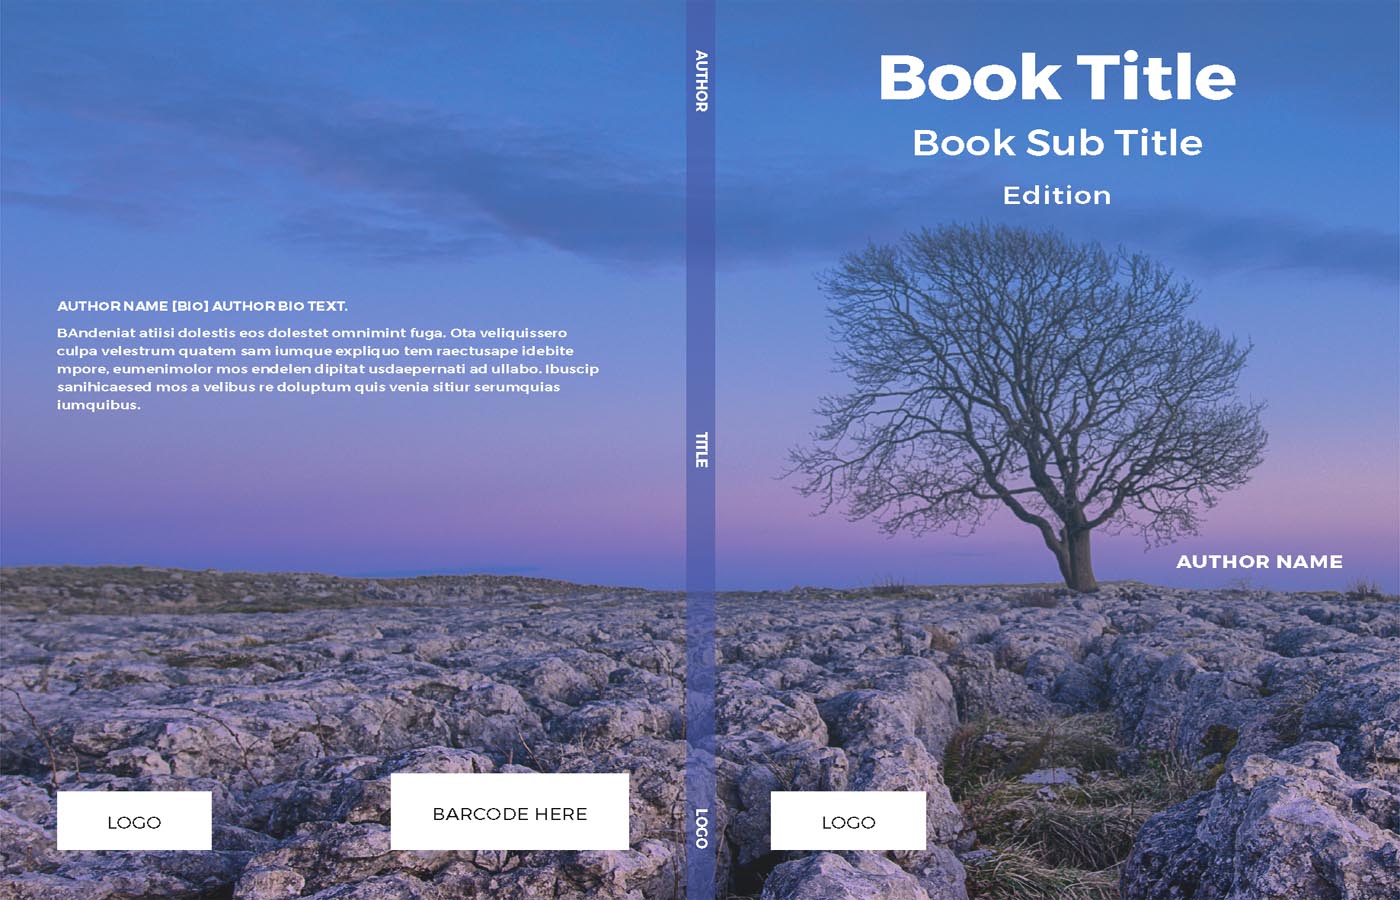 AUTHOR NAME [BIO] AUTHOR BIO TEXT.
BAndeniat atiisi dolestis eos dolestet omnimint fuga. Ota veliquissero
culpa velestrum quatem sam iumque expliquo tem raectusape idebite
mpore, eumenimolor mos endelen dipitat usdaepernati ad ullabo. Ibuscip
sanihicaesed mos a velibus re doluptum quis venia sitiur serumquias
iumquibus.
LOGO
BARCODE HERE
AUTHOR
TITLE
LOGO
Book Title
Book Sub Title
Edition
AUTHOR NAME
LOGO